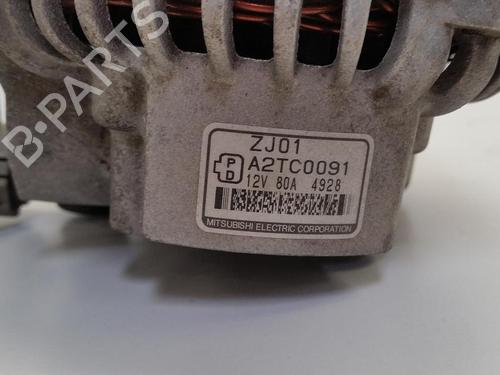 B-PARTS
ZJ01
P D A2TC0091
12V 80A 4928
MITSUBISHI ELECTRIC CORPORATION